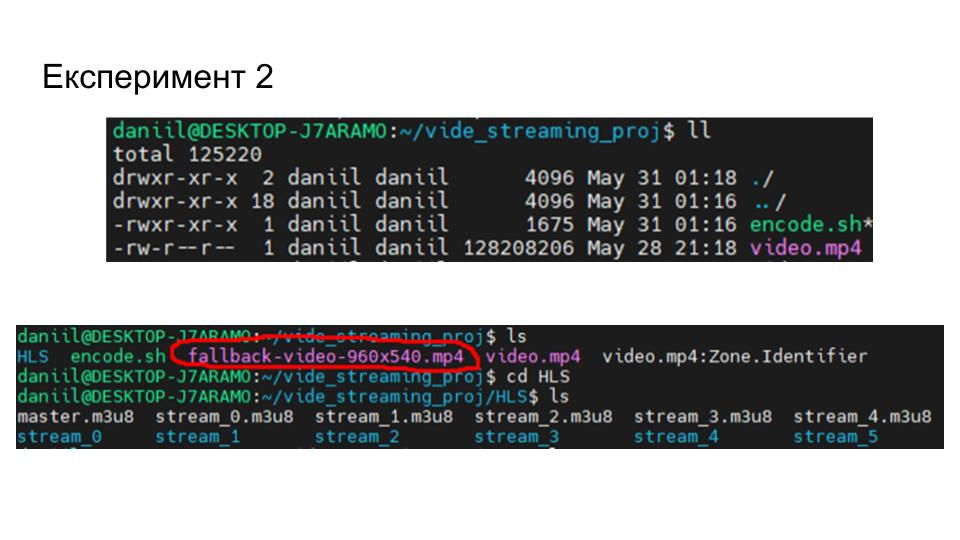 Експеримент 2
daniil@DESKTOP-J7ARAMO:~/vide_streaming_proj$ ll
total 125220
drwxr-xr-x 2 daniil daniil 4096 May 31 01:18 ./
drwxr-xr-x 18 daniil daniil 4096 May 31 01:16 ../
-rwxr-xr-x 1 daniil daniil 1675 May 31 01:16 encode.sh*
-rw-r--r-- 1 daniil daniil 128208206 May 28 21:18 video.mp4
daniil@DESKTOP-J7ARAMO:~/vide_streaming_proj$ ls
HLS encode.sh fallback-video-960x540.mp4 video.mp4 video.mp4:Zone.Identifier
daniil@DESKTOP-J7ARAMO:~/vide_streaming_proj$ cd HLS
daniil@DESKTOP-J7ARAMO:~/vide_streaming_proj/HLS$ ls
master.m3u8 stream_0.m3u8 stream_1.m3u8 stream_2.m3u8 stream_3.m3u8 stream_4.m3u8
stream_0 stream_1 stream_2 stream_3 stream_4 stream_5